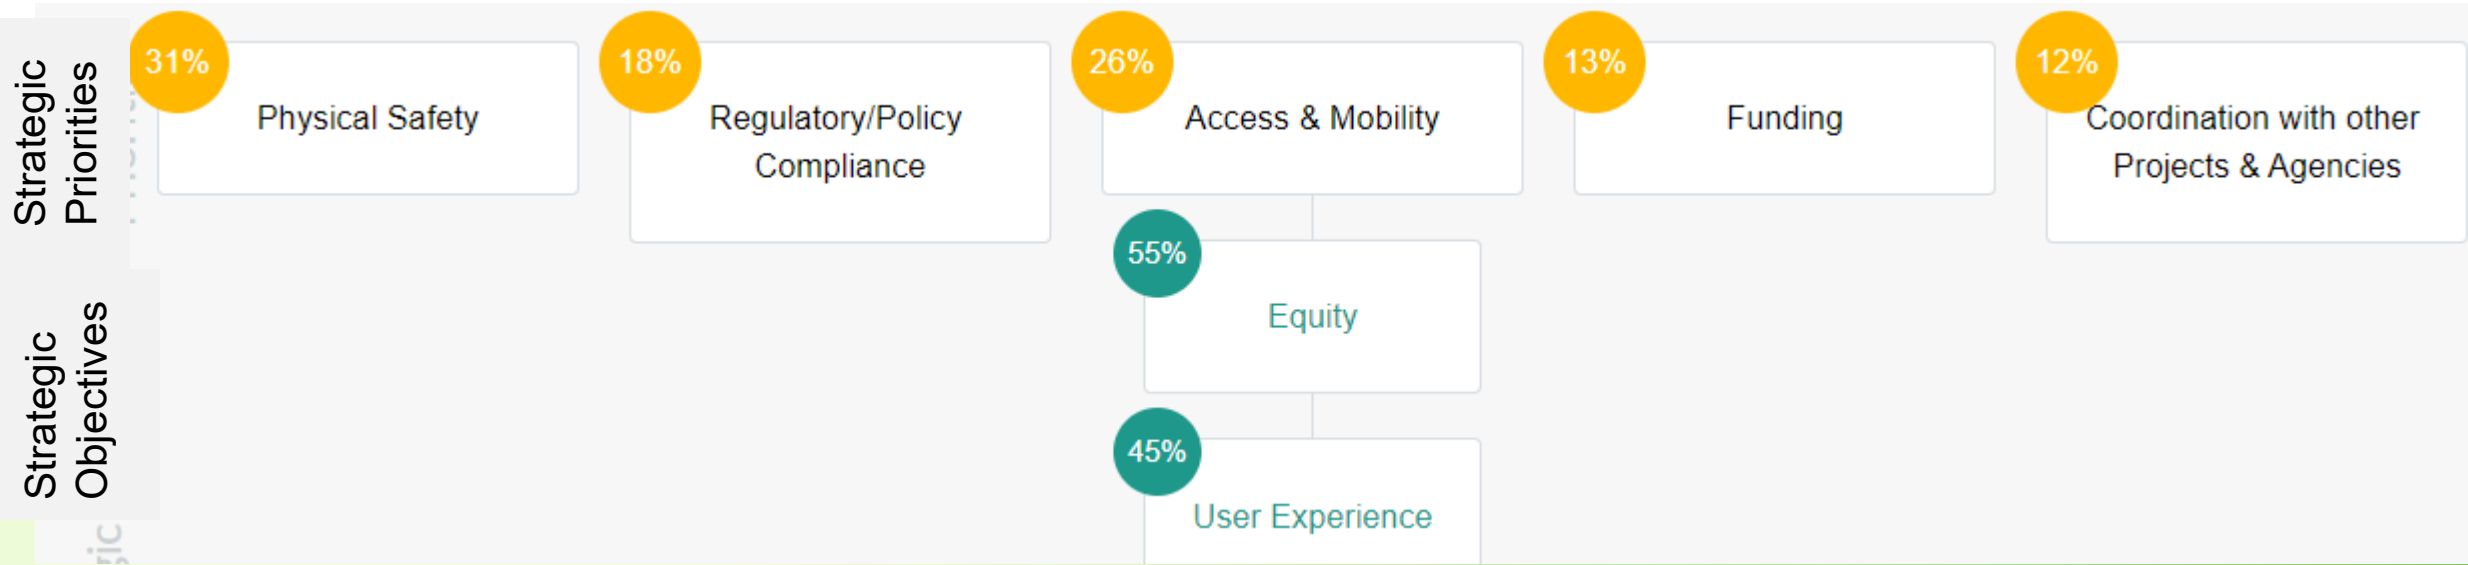 Strategic
Priorities
31%
Physical Safety
18%
Regulatory/Policy
Compliance
26%
Access & Mobility
13%
Funding
12%
Coordination with other
Projects & Agencies
Strategic
Objectives
55%
Equity
45%
User Experience
gic